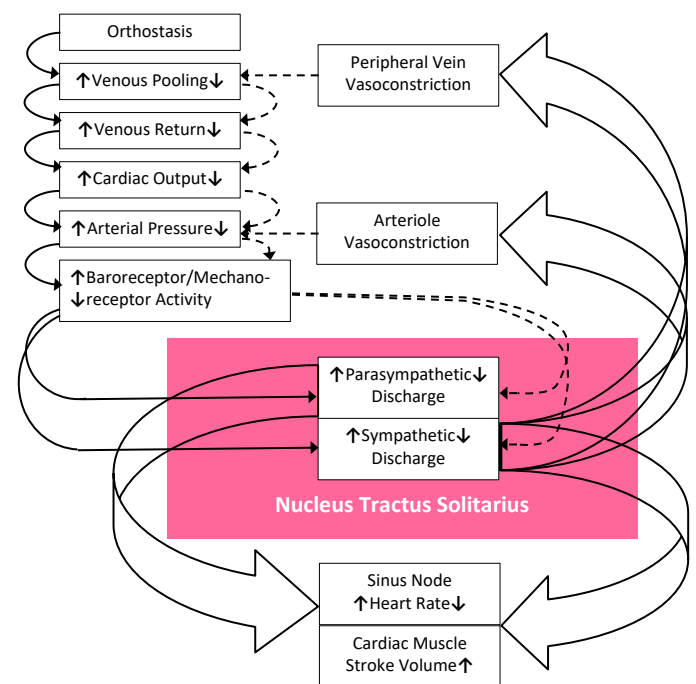 Orthostasis
↑Venous Pooling↓
↑Venous Return↓
↑Cardiac Output↓
↑Arterial Pressure↓
↑Baroreceptor/Mechano-
↓receptor Activity
Peripheral Vein
Vasoconstriction
Arteriole
Vasoconstriction
↑Parasympathetic↓
Discharge
↑Sympathetic↓
Discharge
Nucleus Tractus Solitarius
Sinus Node
↑Heart Rate↓
Cardiac Muscle
Stroke Volume↑